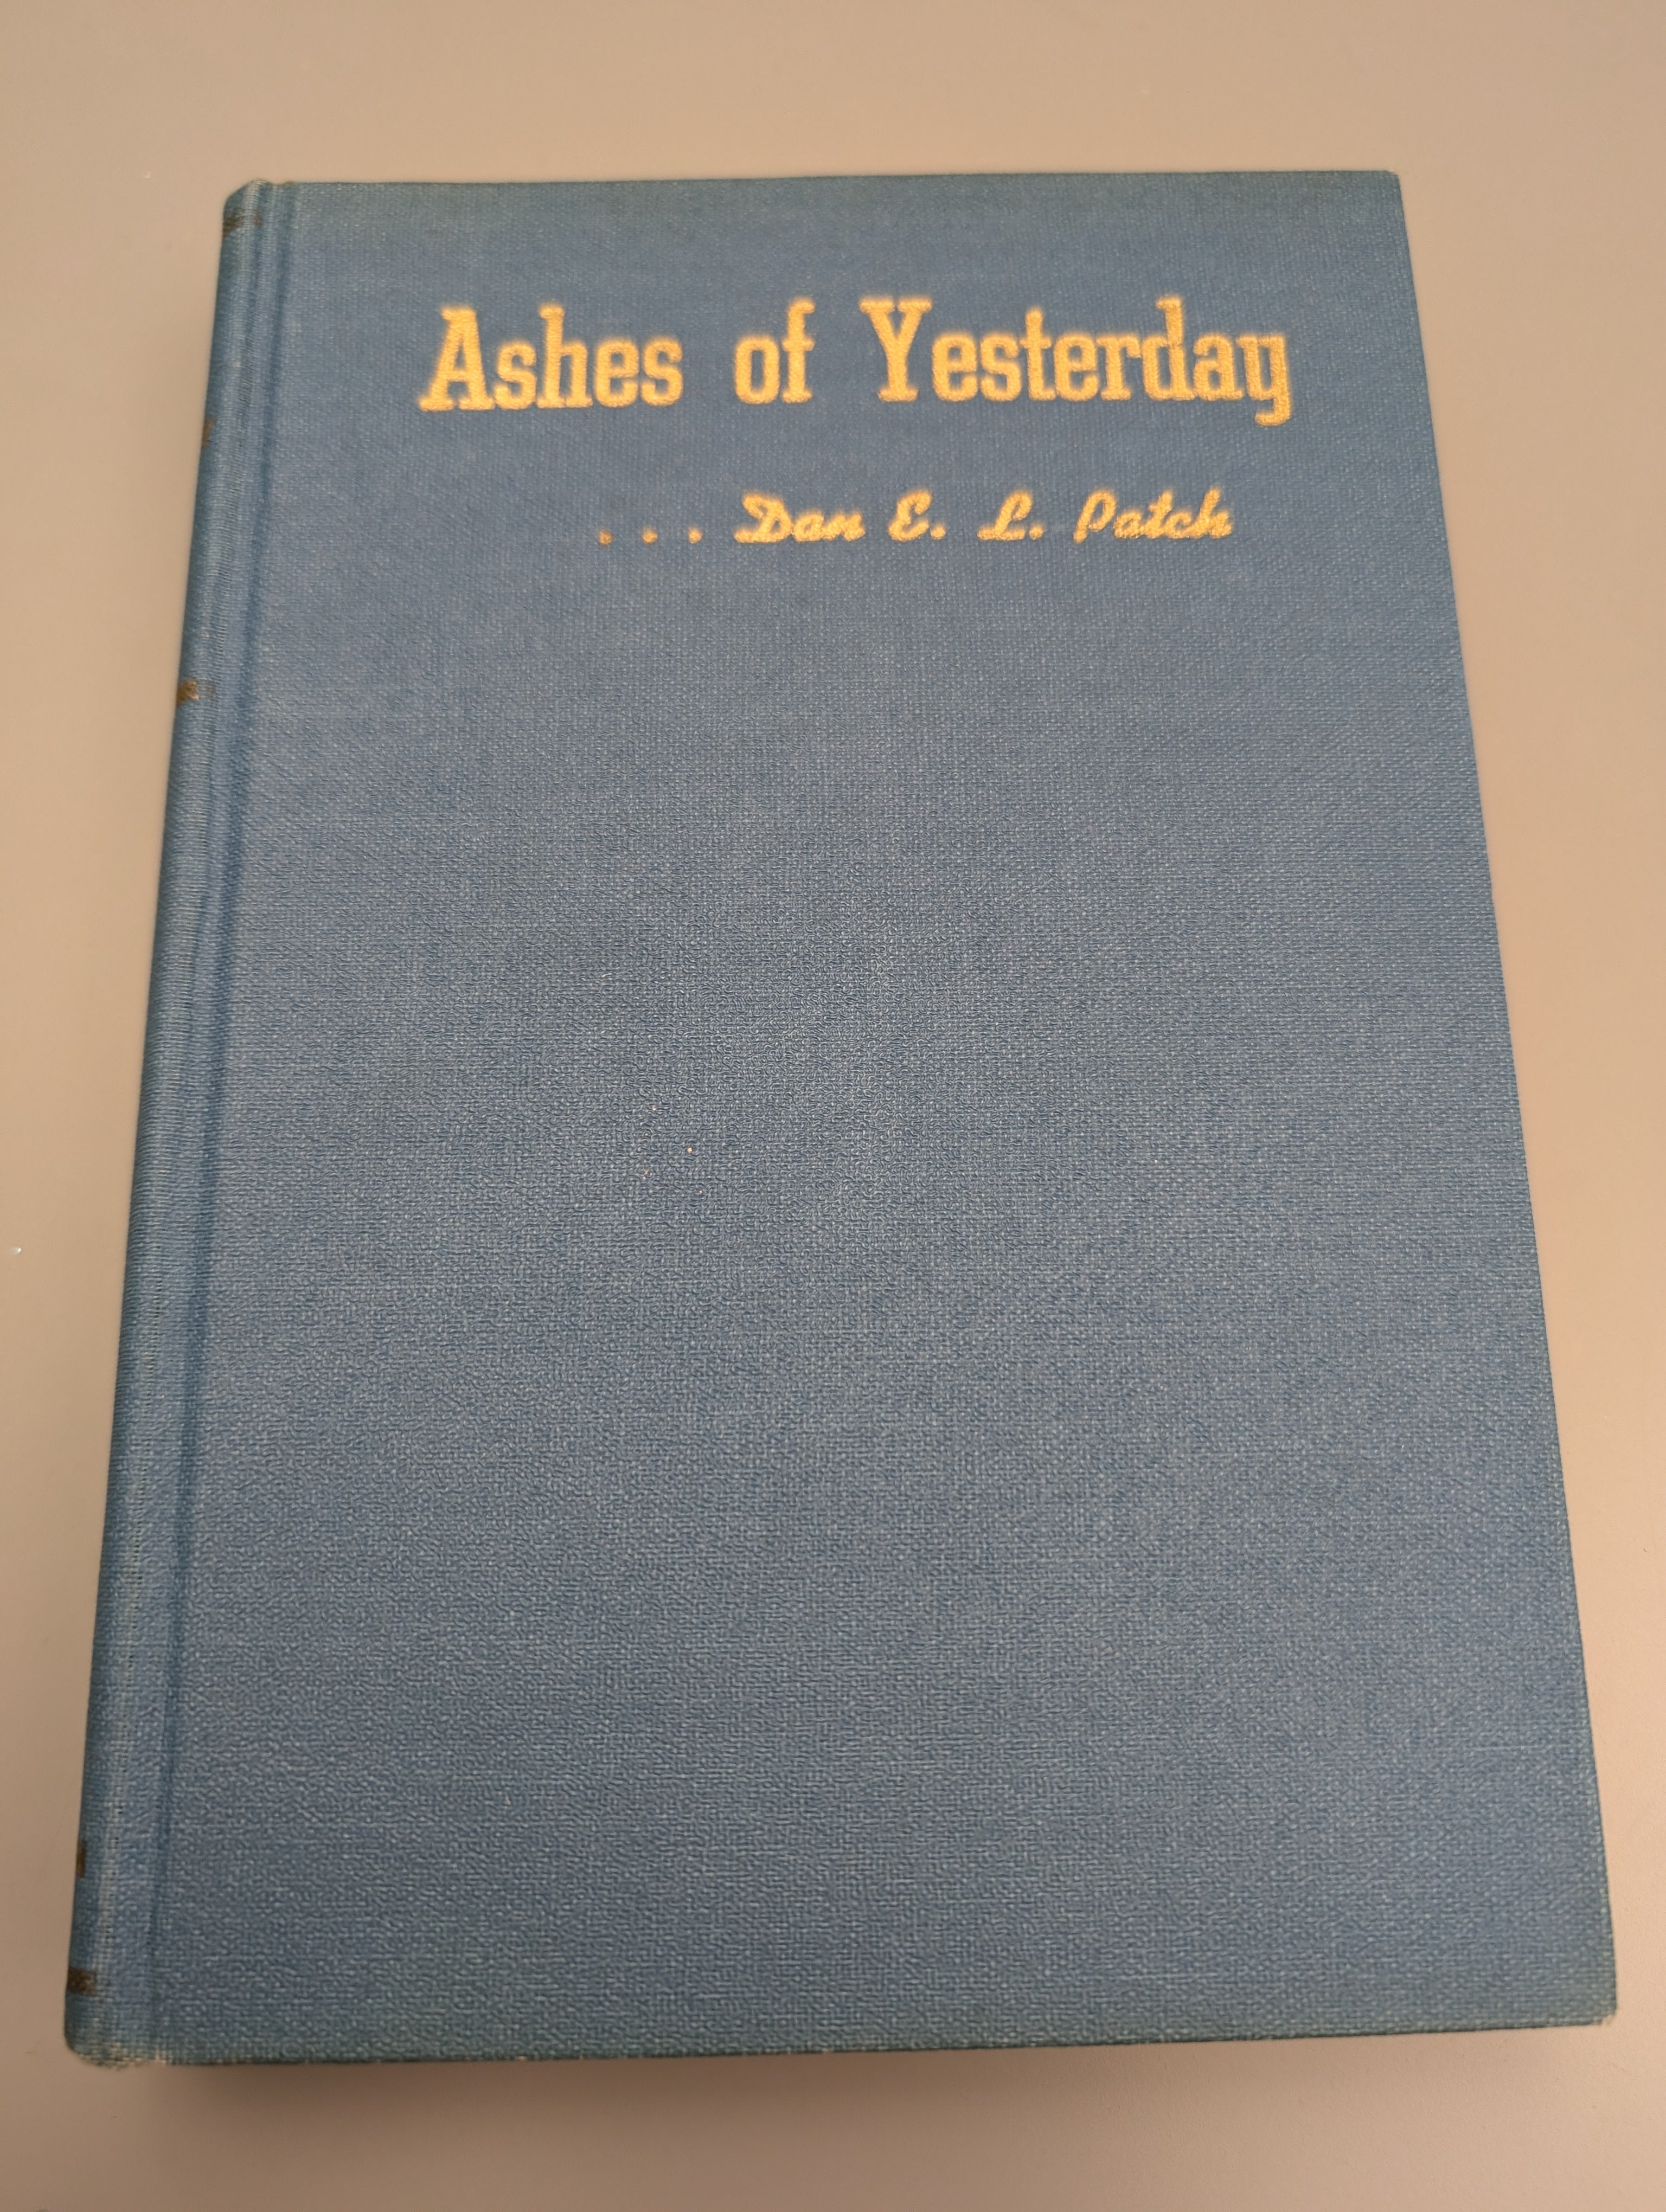 Ashes of Yesterday
. . . Dan E. L. Patch